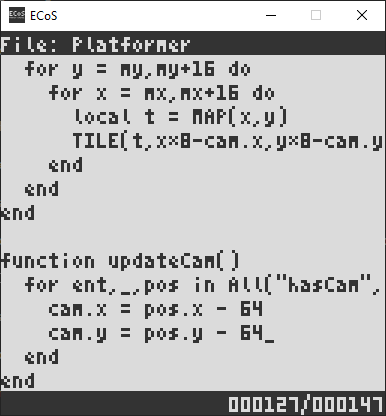 ECoS
File: Platformer
for y = my,my+16 do
for x = mx,mx+16 do
local t = MAP(x,y)
TILE(t,x×8-cam.x,y×8-cam.y
end
end
end
function updateCam()
for ent,_,pos in All("hasCam",
cam.x = pos.x - 64
cam.y = pos.y - 64_
end
end
000127/000147